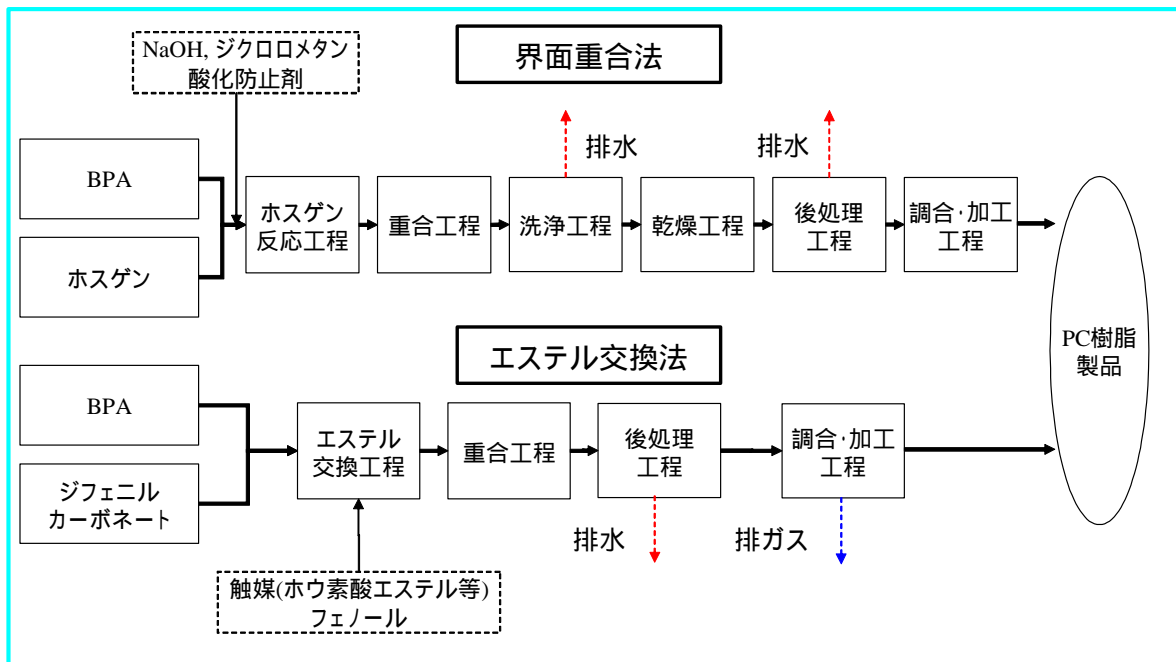 NaOH, ジクロロメタン
酸化防止剤
界面重合法
排水
排水
BPA
ホスゲン
ホスゲン
反応工程
重合工程
洗浄工程
乾燥工程
後処理
工程
調合･加工
工程
PC樹脂
製品
エステル交換法
BPA
ジフェニル
カーボネート
エステル
交換工程
重合工程
後処理
工程
調合･加工
工程
排水
排ガス
触媒(ホウ素酸エステル等)
フェノール